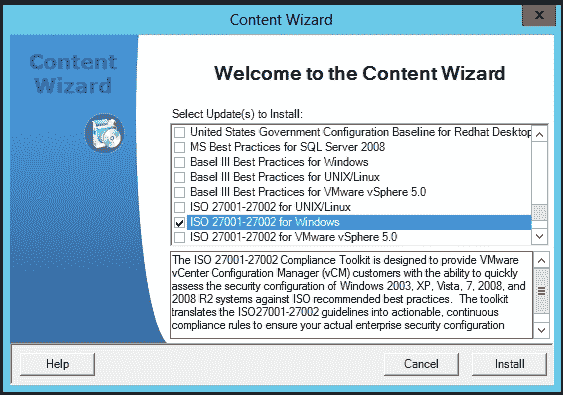 Content Wizard
x
Content
Wizard
Welcome to the Content Wizard
Select Update(s) to Install:
United States Government Configuration Baseline for Redhat Desktop
MS Best Practices for SQL Server 2008
Basel III Best Practices for Windows
Basel III Best Practices for UNIX/Linux
Basel III Best Practices for VMware vSphere 5.0
ISO 27001-27002 for UNIX/Linux
ISO 27001-27002 for Windows
ISO 27001-27002 for VMware vSphere 5.0
The ISO 27001-27002 Compliance Toolkit is designed to provide VMware
vCenter Configuration Manager (vCM) customers with the ability to quickly
assess the security configuration of Windows 2003, XP, Vista, 7, 2008, and
2008 R2 systems against ISO recommended best practices. The toolkit
translates the ISO27001-27002 guidelines into actionable, continuous
compliance rules to ensure your actual enterprise security configuration
Help
Cancel
Install